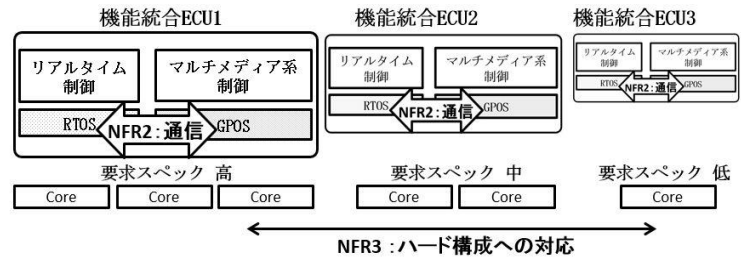 機能統合ECU1
機能統合ECU2
機能統合ECU3
リアルタイム
制御
マルチメディア系
制御
リアルタイム
制御
マルチメディア系
制御
リアルタイム
制御
マルチメディア系
制御
RTOS
NFR2:通信
GPOS
RTOS
NFR2:通信
GPOS
RTOS
NFR2:通信
GPOS
要求スペック 高
要求スペック 中
要求スペック 低
Core
Core
Core
Core
Core
Core
NFR3:ハード構成への対応